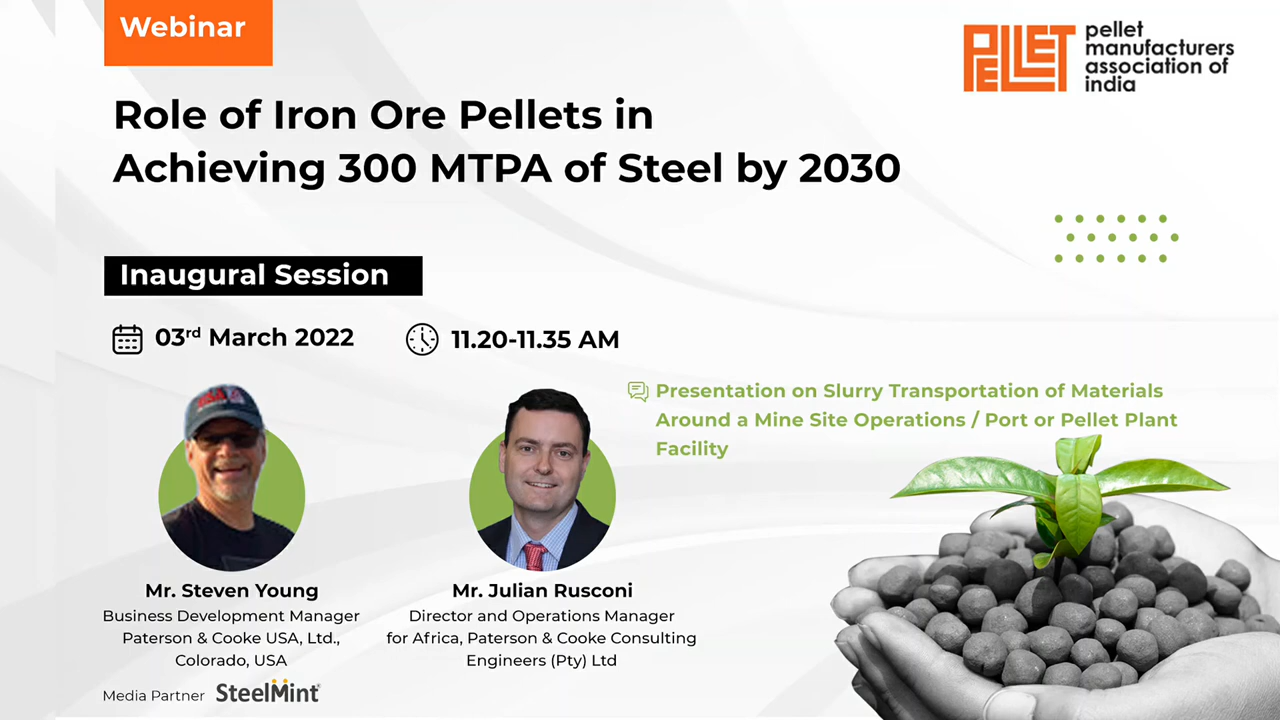 Webinar
PELLET
pellet
manufacturers
association of
india
Role of Iron Ore Pellets in
Achieving 300 MTPA of Steel by 2030
Inaugural Session
03rd March 2022
11.20-11.35 AM
Presentation on Slurry Transportation of Materials
Around a Mine Site Operations / Port or Pellet Plant
Facility
Mr. Steven Young
Business Development Manager
Paterson & Cooke USA, Ltd.,
Colorado, USA
Mr. Julian Rusconi
Director and Operations Manager
for Africa, Paterson & Cooke Consulting
Engineers (Pty) Ltd
Media Partner SteelMint